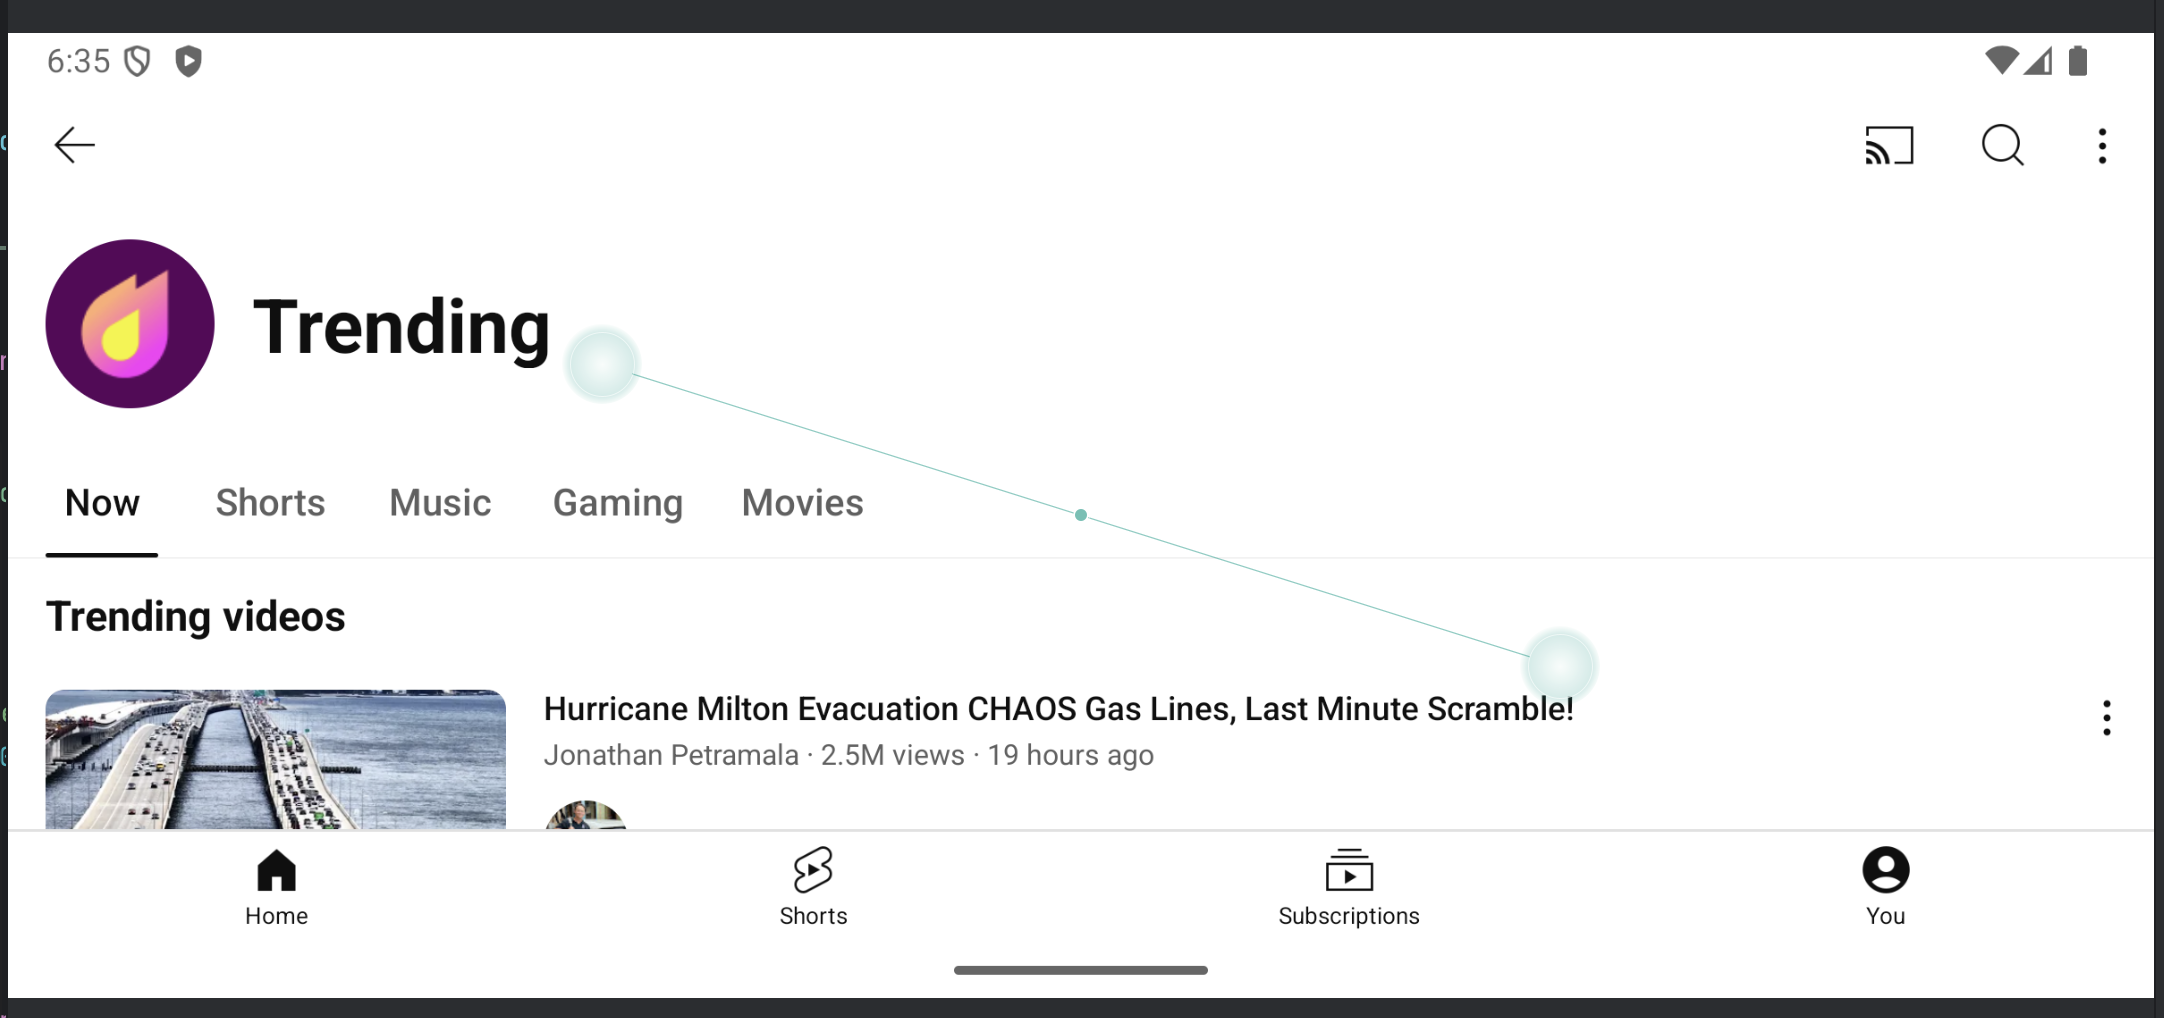 6:35
Trending
Now Shorts Music Gaming Movies
Trending videos
Hurricane Milton Evacuation CHAOS Gas Lines, Last Minute Scramble!
Jonathan Petramala · 2.5M views · 19 hours ago
Home Shorts Subscriptions You